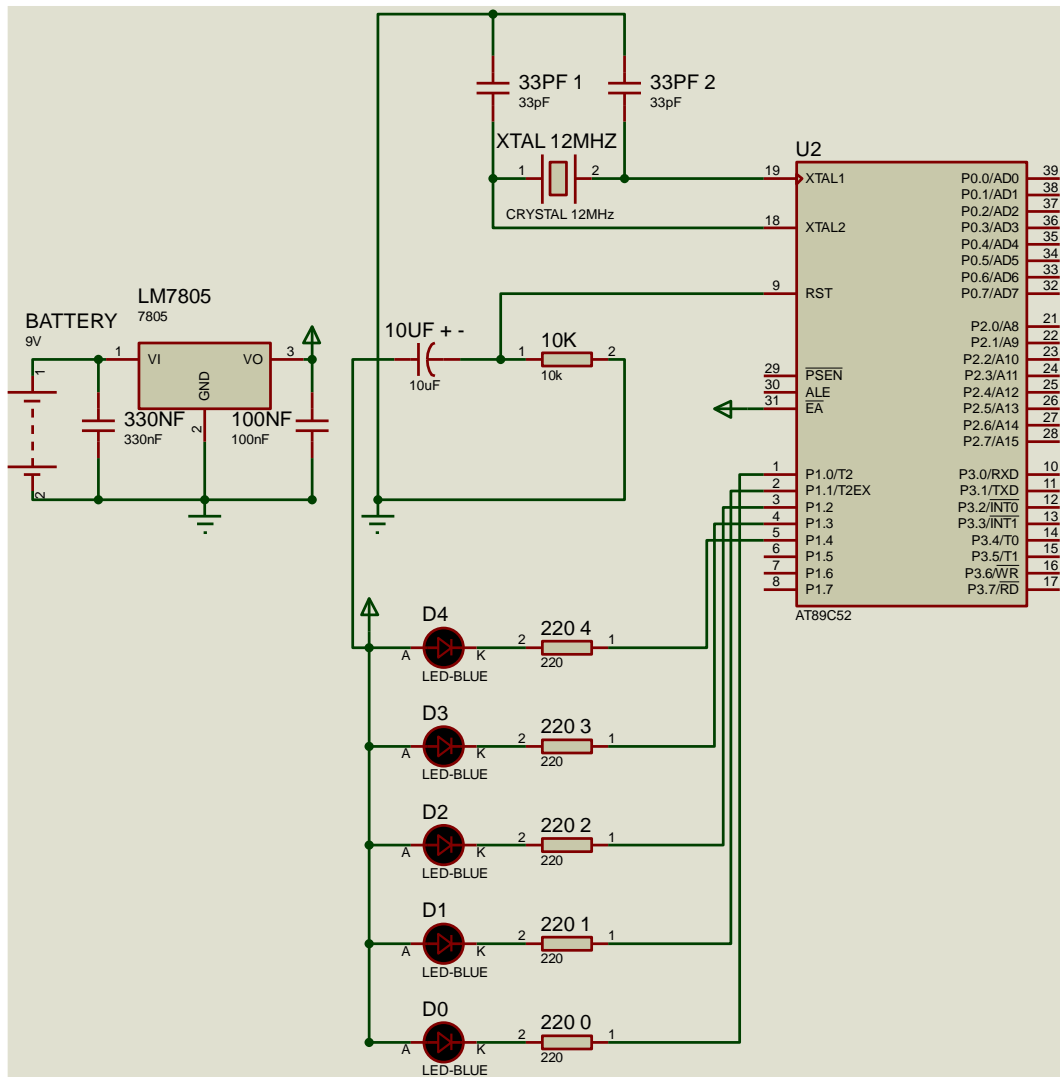 33PF 1
33pF
33PF 2
33pF
XTAL 12MHZ
1
2
CRYSTAL 12MHz
LM7805
7805
BATTERY
9V
1
2
1
VI
VO
3
GND
2
330NF
330nF
100NF
100nF
10UF + -
10uF
1
10K
2
10k
U2
19
XTAL1
18
XTAL2
9
RST
29
PSEN
30
ALE
31
EA
1
P1.0/T2
2
P1.1/T2EX
3
P1.2
4
P1.3
5
P1.4
6
P1.5
7
P1.6
8
P1.7
P0.0/AD0
39
P0.1/AD1
38
P0.2/AD2
37
P0.3/AD3
36
P0.4/AD4
35
P0.5/AD5
34
P0.6/AD6
33
P0.7/AD7
32
P2.0/A8
21
P2.1/A9
22
P2.2/A10
23
P2.3/A11
24
P2.4/A12
25
P2.5/A13
26
P2.6/A14
27
P2.7/A15
28
P3.0/RXD
10
P3.1/TXD
11
P3.2/INT0
12
P3.3/INT1
13
P3.4/T0
14
P3.5/T1
15
P3.6/WR
16
P3.7/RD
17
AT89C52
D4
A
K
LED-BLUE
220 4
2
1
220
D3
A
K
LED-BLUE
220 3
2
1
220
D2
A
K
LED-BLUE
220 2
2
1
220
D1
A
K
LED-BLUE
220 1
2
1
220
D0
A
K
LED-BLUE
220 0
2
1
220